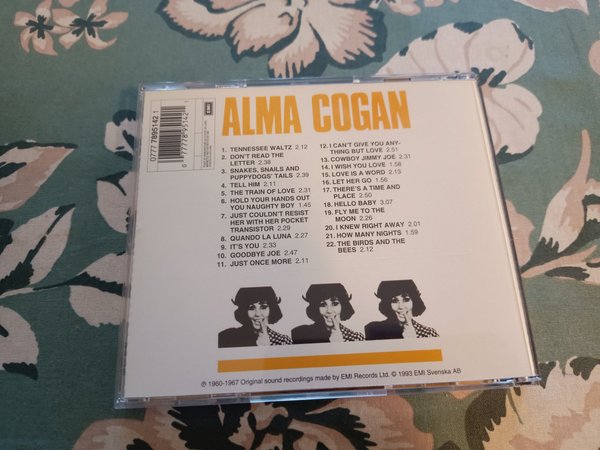 0777 7895142 1
0 77778 95142
EMI
ALMA COGAN
1. TENNESSEE WALTZ 2.12
2. DON'T READ THE
LETTER 2.38
3. SNAKES, SNAILS AND
PUPPYDOGS' TAILS 2.39
4. TELL HIM 2.11
5. THE TRAIN OF LOVE 2.31
6. HOLD YOUR HANDS OUT
YOU NAUGHTY BOY 1.45
7. JUST COULDN'T RESIST
HER WITH HER POCKET
TRANSISTOR 2.29
8. QUANDO LA LUNA 2.27
9. IT'S YOU 2.33
10. GOODBYE JOE 2.47
11. JUST ONCE MORE 2.11
12. I CAN'T GIVE YOU ANY-
THING BUT LOVE 2.51
13. COWBOY JIMMY JOE 2.31
14. I WISH YOU LOVE 2.58
15. LOVE IS A WORD 2.13
16. LET HER GO 1.56
17. THERE'S A TIME AND
PLACE 2.50
18. HELLO BABY 3.07
19. FLY ME TO THE
MOON 2.26
20. I KNEW RIGHT AWAY 2.01
21. HOW MANY NIGHTS 1.59
22. THE BIRDS AND THE
BEES 2.12
℗ 1960-1967 Original sound recordings made by EMI Records Ltd. © 1993 EMI Svenska AB